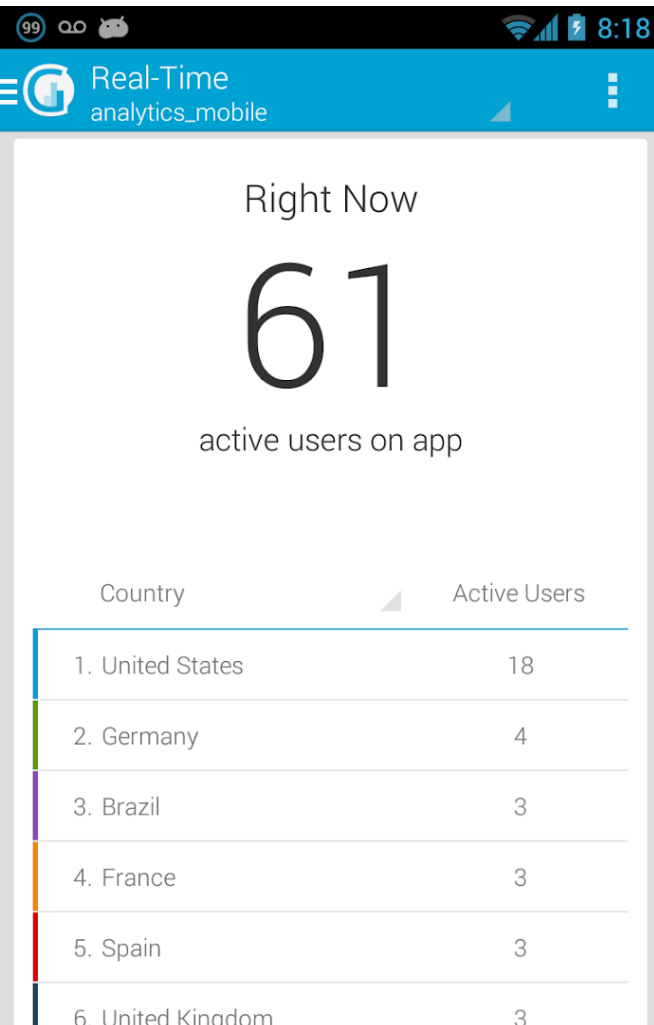 99 8:18
Real-Time
analytics_mobile
Right Now
61
active users on app
Country Active Users
1. United States 18
2. Germany 4
3. Brazil 3
4. France 3
5. Spain 3
6. United Kingdom 3